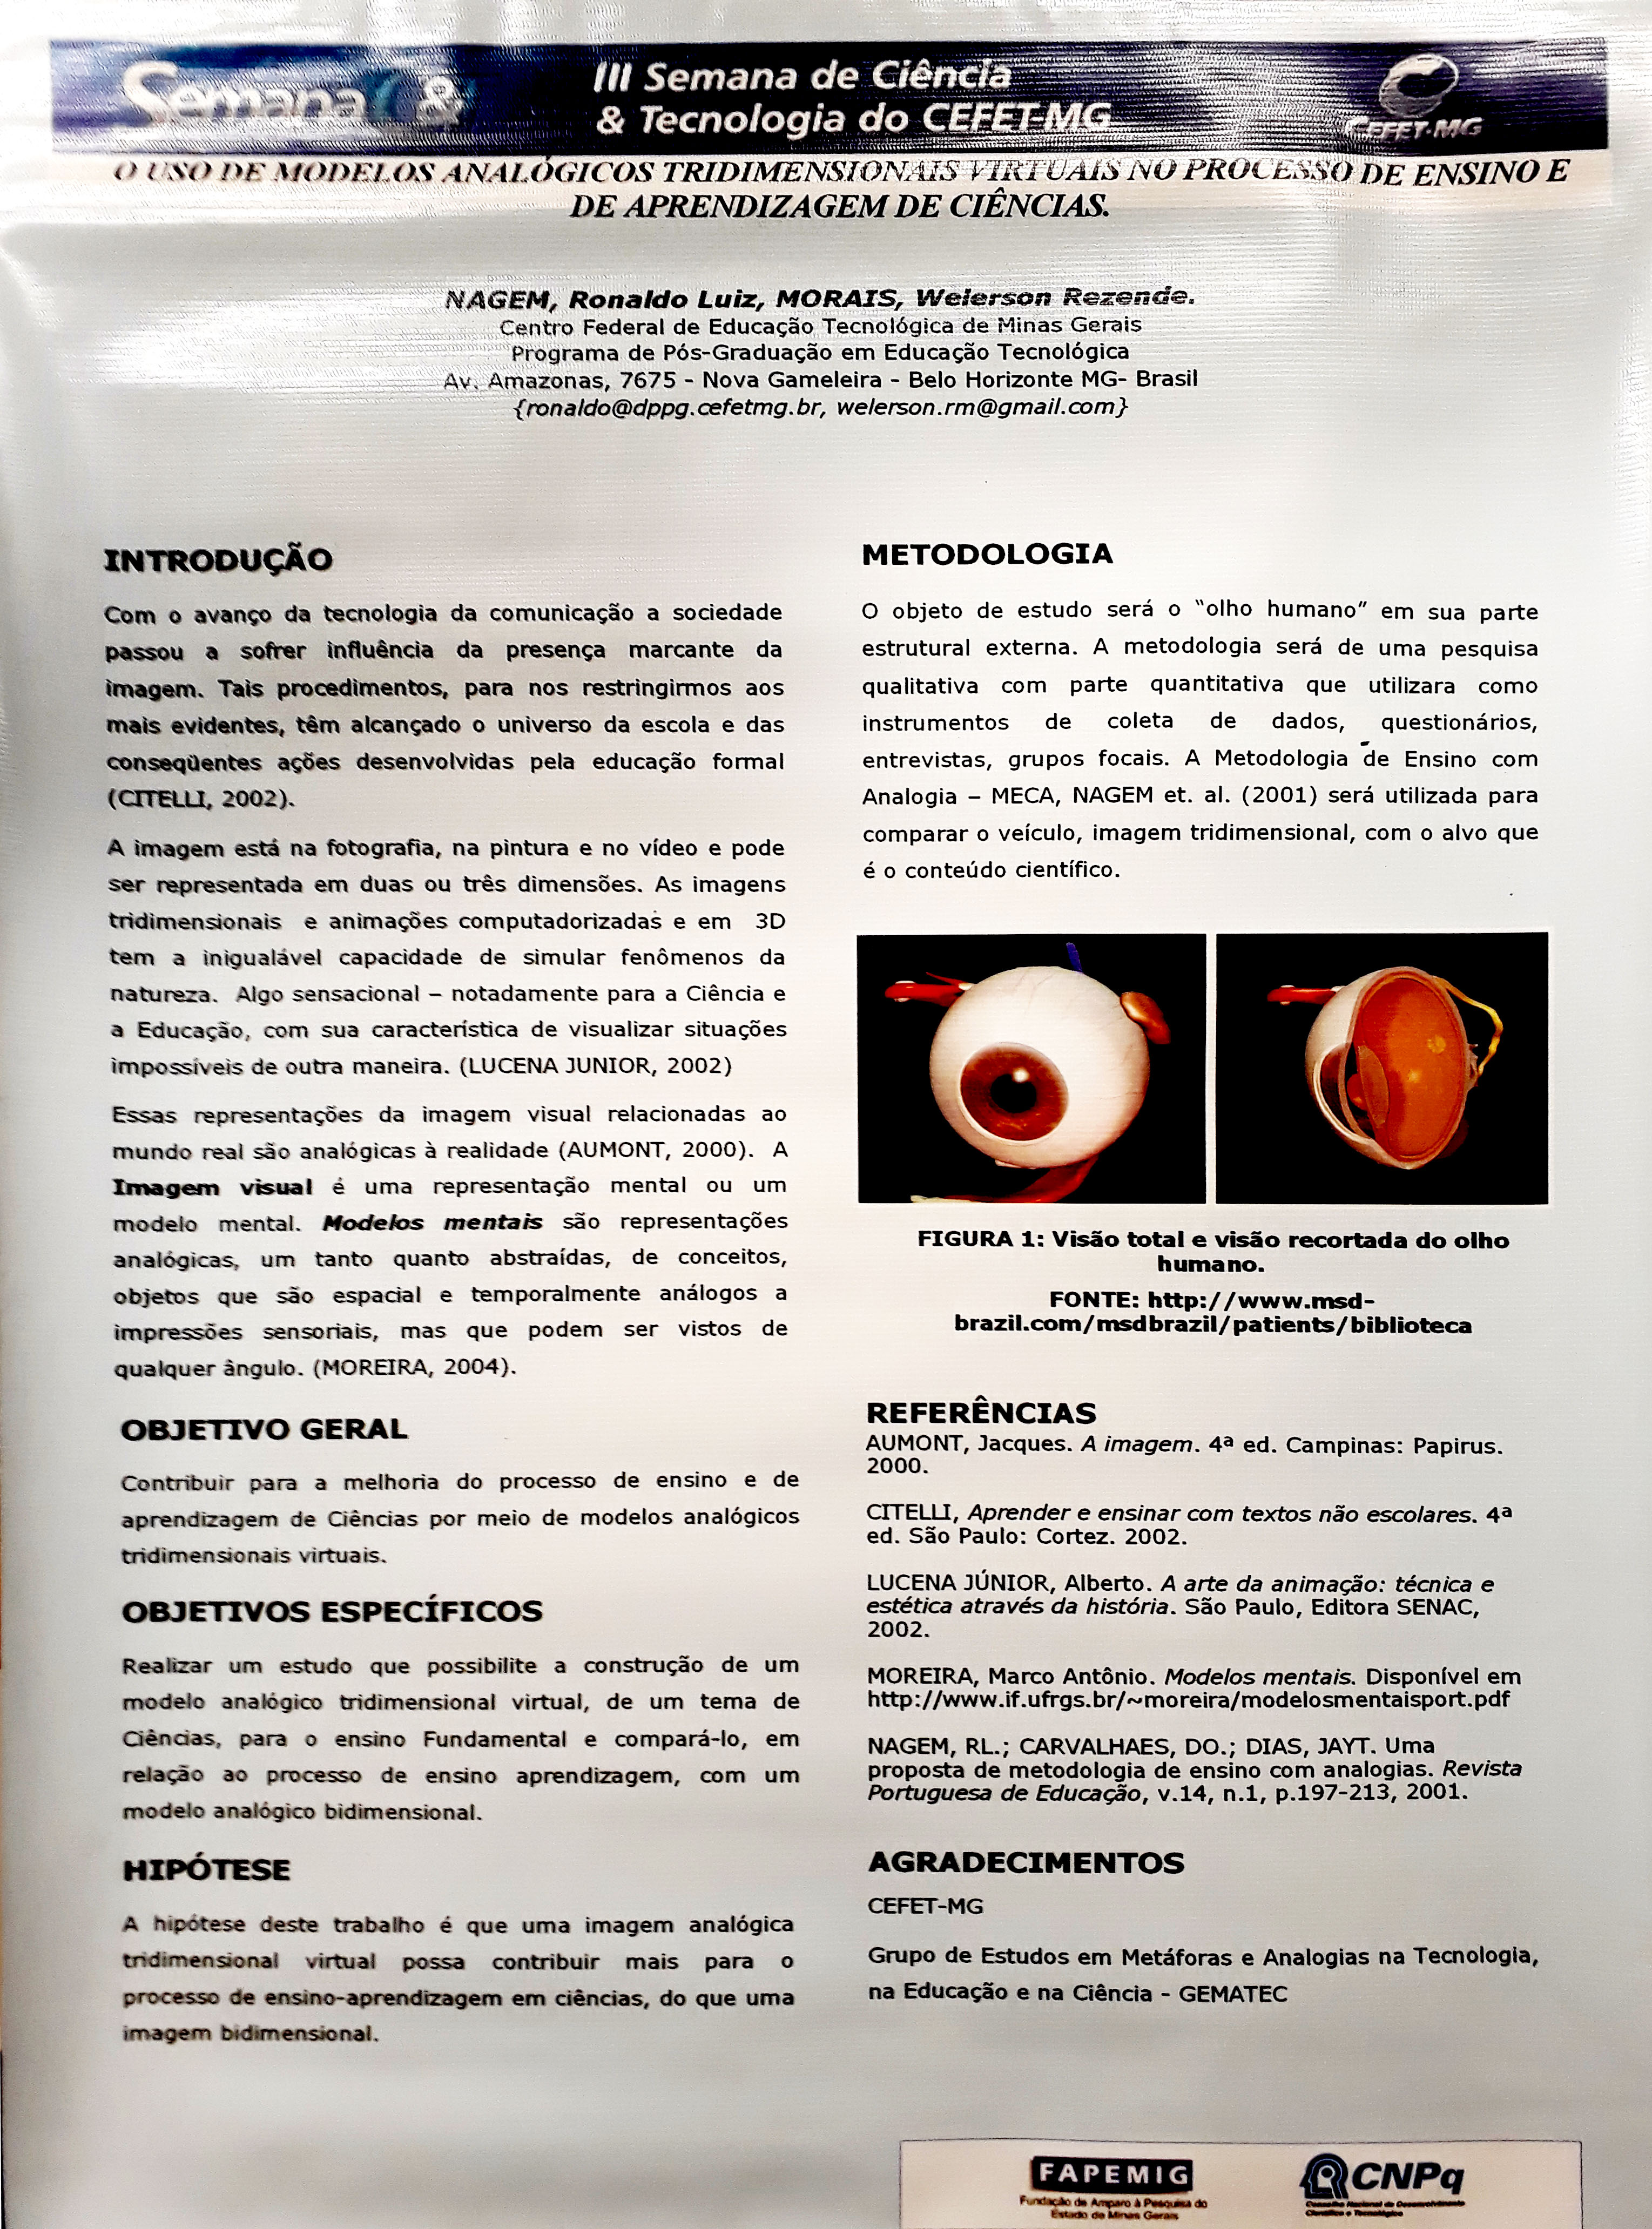 Semana &
III Semana de Ciência
& Tecnologia do CEFET-MG
CEFET-MG
O USO DE MODELOS ANALÓGICOS TRIDIMENSIONAIS VIRTUAIS NO PROCESSO DE ENSINO E
DE APRENDIZAGEM DE CIÊNCIAS.
NAGEM, Ronaldo Luiz, MORAIS, Welerson Rezende.
Centro Federal de Educação Tecnológica de Minas Gerais
Programa de Pós-Graduação em Educação Tecnológica
Av. Amazonas, 7675 - Nova Gameleira - Belo Horizonte MG- Brasil
{ronaldo@dppg.cefetmg.br, welerson.rm@gmail.com}
INTRODUÇÃO
Com o avanço da tecnologia da comunicação a sociedade
passou a sofrer influência da presença marcante da
imagem. Tais procedimentos, para nos restringirmos aos
mais evidentes, têm alcançado o universo da escola e das
conseqüentes ações desenvolvidas pela educação formal
(CITELLI, 2002).
A imagem está na fotografia, na pintura e no vídeo e pode
ser representada em duas ou três dimensões. As imagens
tridimensionais e animações computadorizadas e em 3D
tem a inigualável capacidade de simular fenômenos da
natureza. Algo sensacional – notadamente para a Ciência e
a Educação, com sua característica de visualizar situações
impossíveis de outra maneira. (LUCENA JUNIOR, 2002)
Essas representações da imagem visual relacionadas ao
mundo real são analógicas à realidade (AUMONT, 2000). A
Imagem visual é uma representação mental ou um
modelo mental. Modelos mentais são representações
analógicas, um tanto quanto abstraídas, de conceitos,
objetos que são espacial e temporalmente análogos a
impressões sensoriais, mas que podem ser vistos de
qualquer ângulo. (MOREIRA, 2004).
OBJETIVO GERAL
Contribuir para a melhoria do processo de ensino e de
aprendizagem de Ciências por meio de modelos analógicos
tridimensionais virtuais.
OBJETIVOS ESPECÍFICOS
Realizar um estudo que possibilite a construção de um
modelo analógico tridimensional virtual, de um tema de
Ciências, para o ensino Fundamental e compará-lo, em
relação ao processo de ensino aprendizagem, com um
modelo analógico bidimensional.
HIPÓTESE
A hipótese deste trabalho é que uma imagem analógica
tridimensional virtual possa contribuir mais para o
processo de ensino-aprendizagem em ciências, do que uma
imagem bidimensional.
METODOLOGIA
O objeto de estudo será o “olho humano” em sua parte
estrutural externa. A metodologia será de uma pesquisa
qualitativa com parte quantitativa que utilizara como
instrumentos de coleta de dados, questionários,
entrevistas, grupos focais. A Metodologia de Ensino com
Analogia – MECA, NAGEM et. al. (2001) será utilizada para
comparar o veículo, imagem tridimensional, com o alvo que
é o conteúdo científico.
FIGURA 1: Visão total e visão recortada do olho
humano.
FONTE: http://www.msd-
brazil.com/msdbrazil/patients/biblioteca
REFERÊNCIAS
AUMONT, Jacques. A imagem. 4ª ed. Campinas: Papirus.
2000.
CITELLI, Aprender e ensinar com textos não escolares. 4ª
ed. São Paulo: Cortez. 2002.
LUCENA JÚNIOR, Alberto. A arte da animação: técnica e
estética através da história. São Paulo, Editora SENAC,
2002.
MOREIRA, Marco Antônio. Modelos mentais. Disponível em
http://www.if.ufrgs.br/~moreira/modelosmentaisport.pdf
NAGEM, RL.; CARVALHAES, DO.; DIAS, JAYT. Uma
proposta de metodologia de ensino com analogias. Revista
Portuguesa de Educação, v.14, n.1, p.197-213, 2001.
AGRADECIMENTOS
CEFET-MG
Grupo de Estudos em Metáforas e Analogias na Tecnologia,
na Educação e na Ciência - GEMATEC
FAPEMIG
Fundação de Amparo à Pesquisa do
Estado de Minas Gerais
CNPq
Conselho Nacional de Desenvolvimento
Científico e Tecnológico